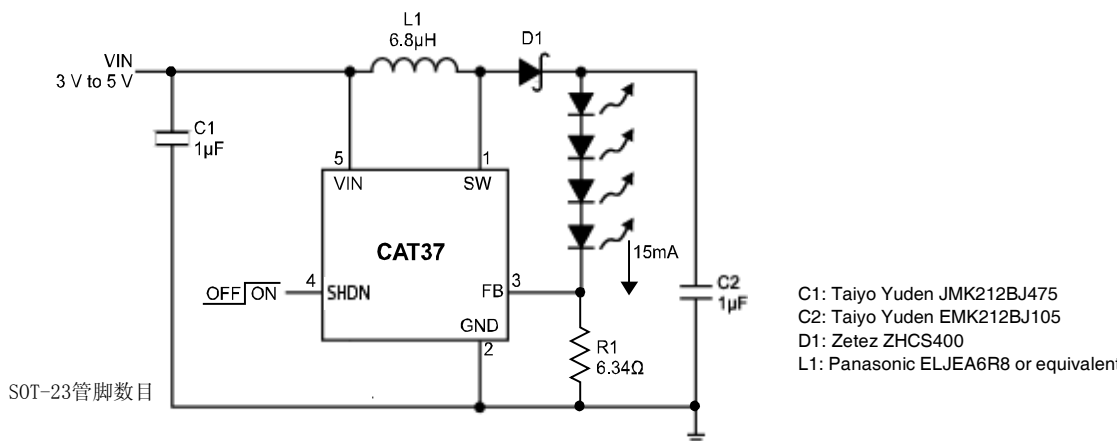 L1
6.8μH
D1
VIN
3 V to 5 V
C1
1μF
5
1
VIN
SW
CAT37
15mA
OFF ON
4
SHDN
FB
3
C2
1μF
GND
2
R1
6.34Ω
C1: Taiyo Yuden JMK212BJ475
C2: Taiyo Yuden EMK212BJ105
D1: Zetez ZHCS400
L1: Panasonic ELJEA6R8 or equivalent
SOT-23管脚数目